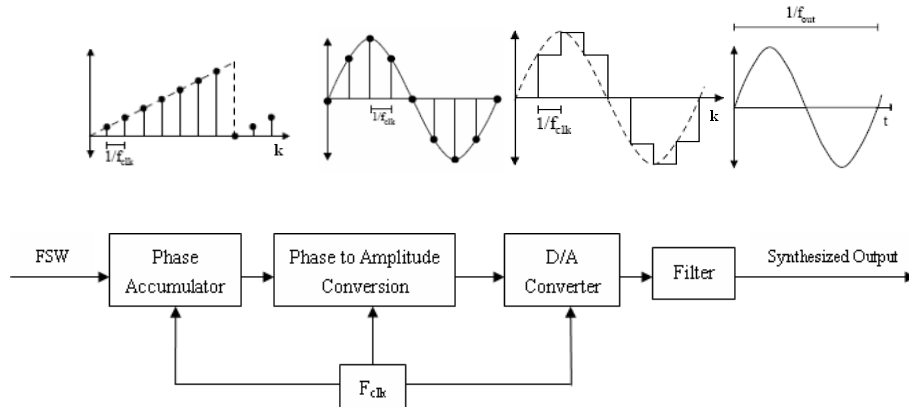 1/f_out
1/f_clk
k
1/f_clk
1/f_clk
k
t
FSW
Phase
Accumulator
Phase to Amplitude
Conversion
D/A
Converter
Filter
Synthesized Output
F_clk